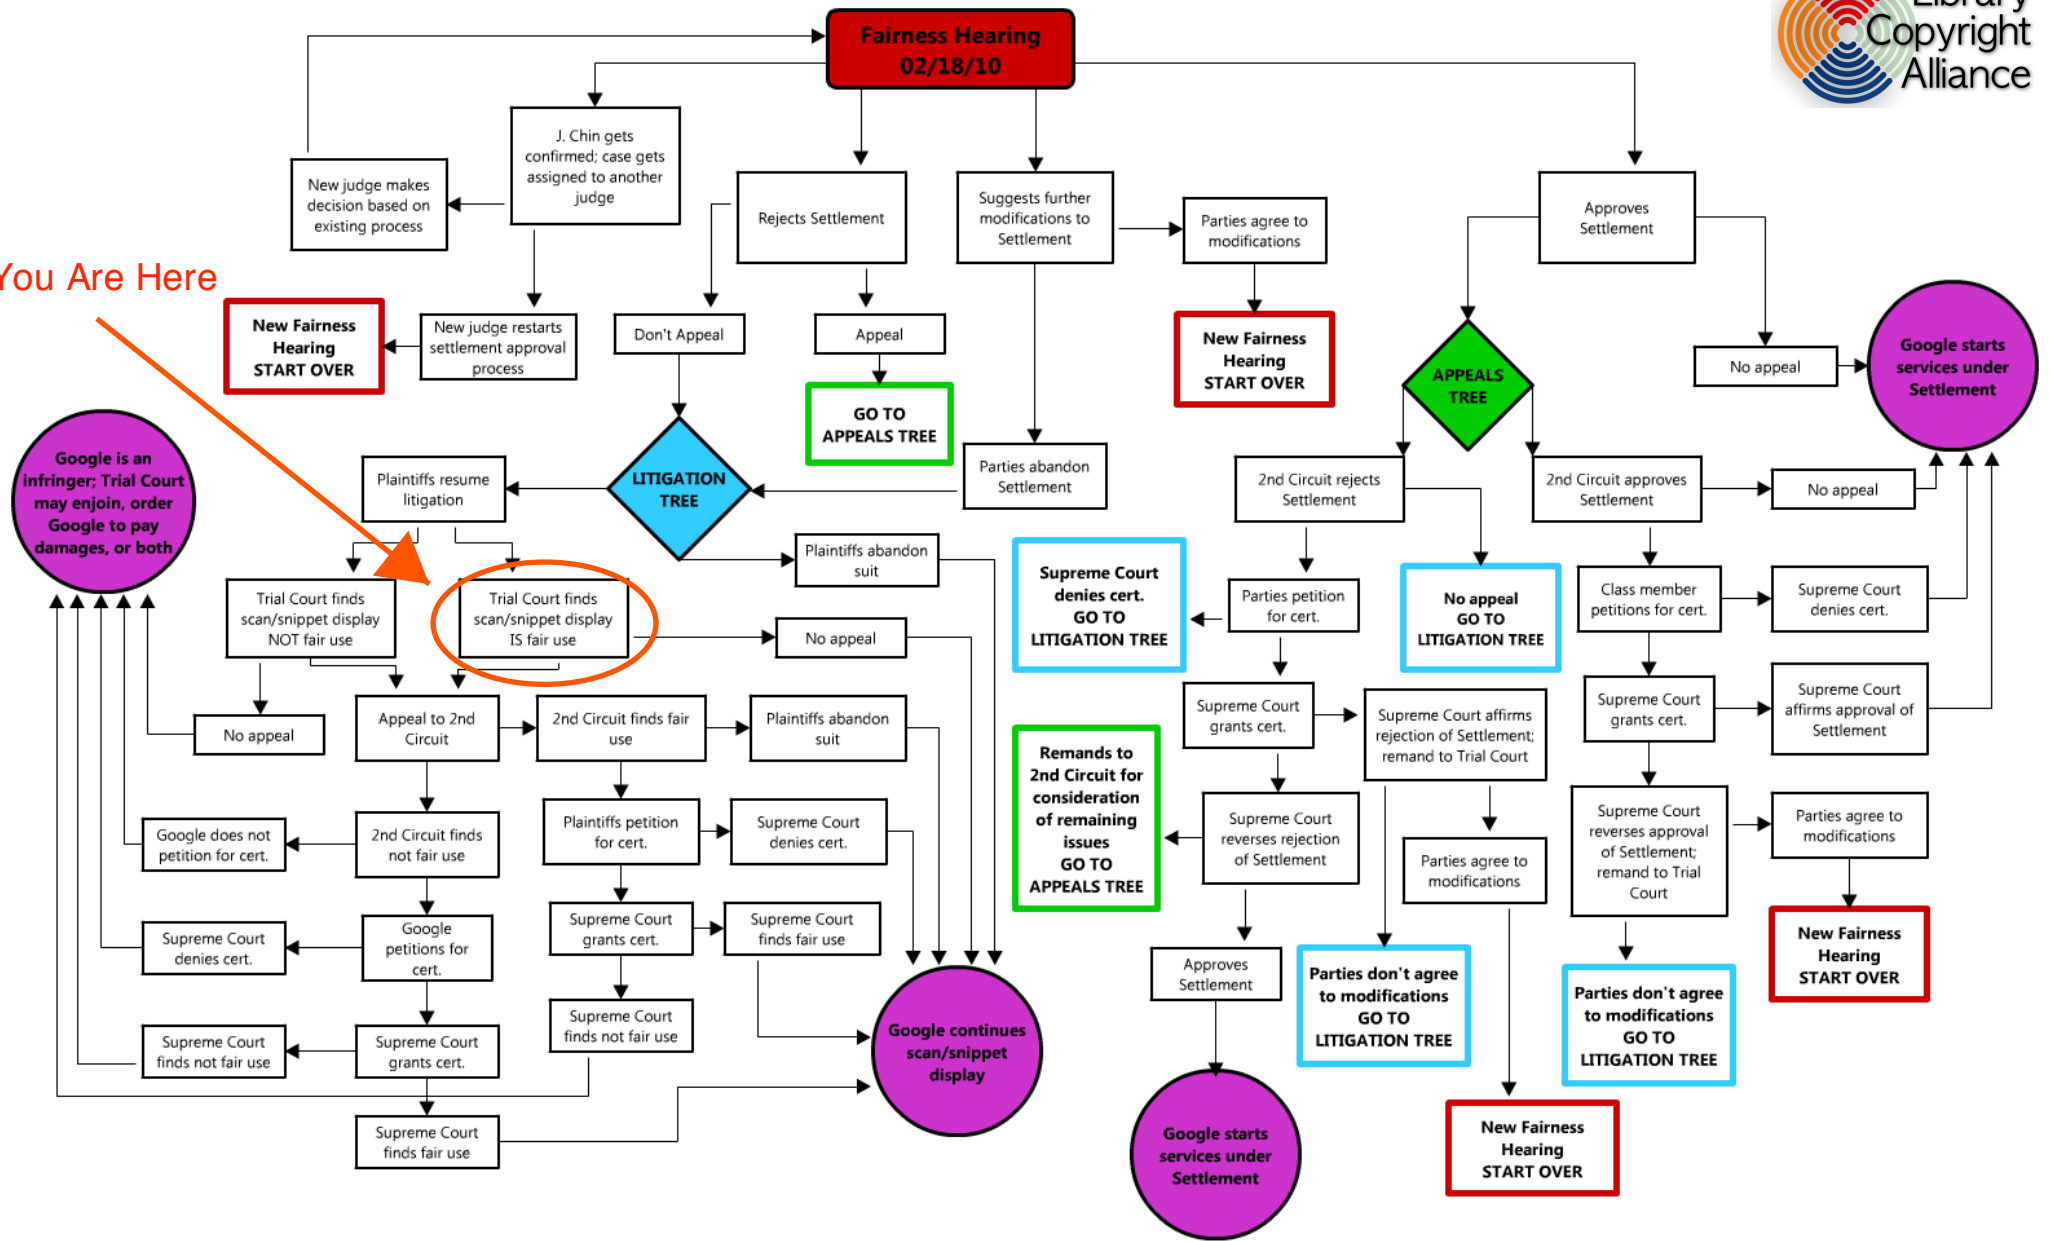 Library
Copyright
Alliance
Fairness Hearing
02/18/10
J. Chin gets
confirmed; case gets
assigned to another
judge
New judge makes
decision based on
existing process
Rejects Settlement
Suggests further
modifications to
Settlement
Parties agree to
modifications
Approves
Settlement
You Are Here
New Fairness
Hearing
START OVER
New judge restarts
settlement approval
process
Don't Appeal
Appeal
New Fairness
Hearing
START OVER
APPEALS
TREE
No appeal
Google starts
services under
Settlement
GO TO
APPEALS TREE
Google is an
infringer; Trial Court
may enjoin, order
Google to pay
damages, or both
Plaintiffs resume
litigation
LITIGATION
TREE
Parties abandon
Settlement
2nd Circuit rejects
Settlement
2nd Circuit approves
Settlement
No appeal
Plaintiffs abandon
suit
Supreme Court
denies cert.
GO TO
LITIGATION TREE
Parties petition
for cert.
No appeal
GO TO
LITIGATION TREE
Class member
petitions for cert.
Supreme Court
denies cert.
Trial Court finds
scan/snippet display
NOT fair use
Trial Court finds
scan/snippet display
IS fair use
No appeal
No appeal
Appeal to 2nd
Circuit
2nd Circuit finds fair
use
Plaintiffs abandon
suit
Supreme Court
grants cert.
Supreme Court affirms
rejection of Settlement;
remand to Trial Court
Supreme Court
grants cert.
Supreme Court
affirms approval of
Settlement
Remands to
2nd Circuit for
consideration
of remaining
issues
GO TO
APPEALS TREE
Google does not
petition for cert.
2nd Circuit finds
not fair use
Plaintiffs petition
for cert.
Supreme Court
denies cert.
Supreme Court
reverses rejection
of Settlement
Parties agree to
modifications
Supreme Court
reverses approval
of Settlement;
remand to Trial
Court
Parties agree to
modifications
Supreme Court
denies cert.
Google
petitions for
cert.
Supreme Court
grants cert.
Supreme Court
finds fair use
Approves
Settlement
Parties don't agree
to modifications
GO TO
LITIGATION TREE
Parties don't agree
to modifications
GO TO
LITIGATION TREE
New Fairness
Hearing
START OVER
Supreme Court
finds not fair use
Supreme Court
grants cert.
Supreme Court
finds not fair use
Google continues
scan/snippet
display
Supreme Court
finds fair use
Google starts
services under
Settlement
New Fairness
Hearing
START OVER